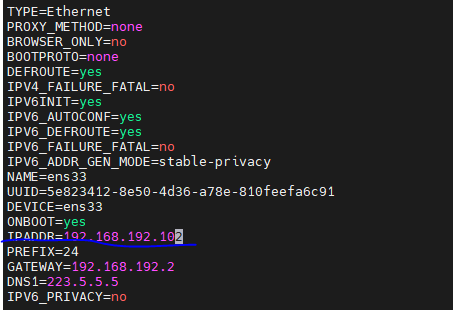 TYPE=Ethernet
PROXY_METHOD=none
BROWSER_ONLY=no
BOOTPROTO=none
DEFROUTE=yes
IPV4_FAILURE_FATAL=no
IPV6INIT=yes
IPV6_AUTOCONF=yes
IPV6_DEFROUTE=yes
IPV6_FAILURE_FATAL=no
IPV6_ADDR_GEN_MODE=stable-privacy
NAME=ens33
UUID=5e823412-8e50-4d36-a78e-810feefa6c91
DEVICE=ens33
ONBOOT=yes
IPADDR=192.168.192.102
PREFIX=24
GATEWAY=192.168.192.2
DNS1=223.5.5.5
IPV6_PRIVACY=no